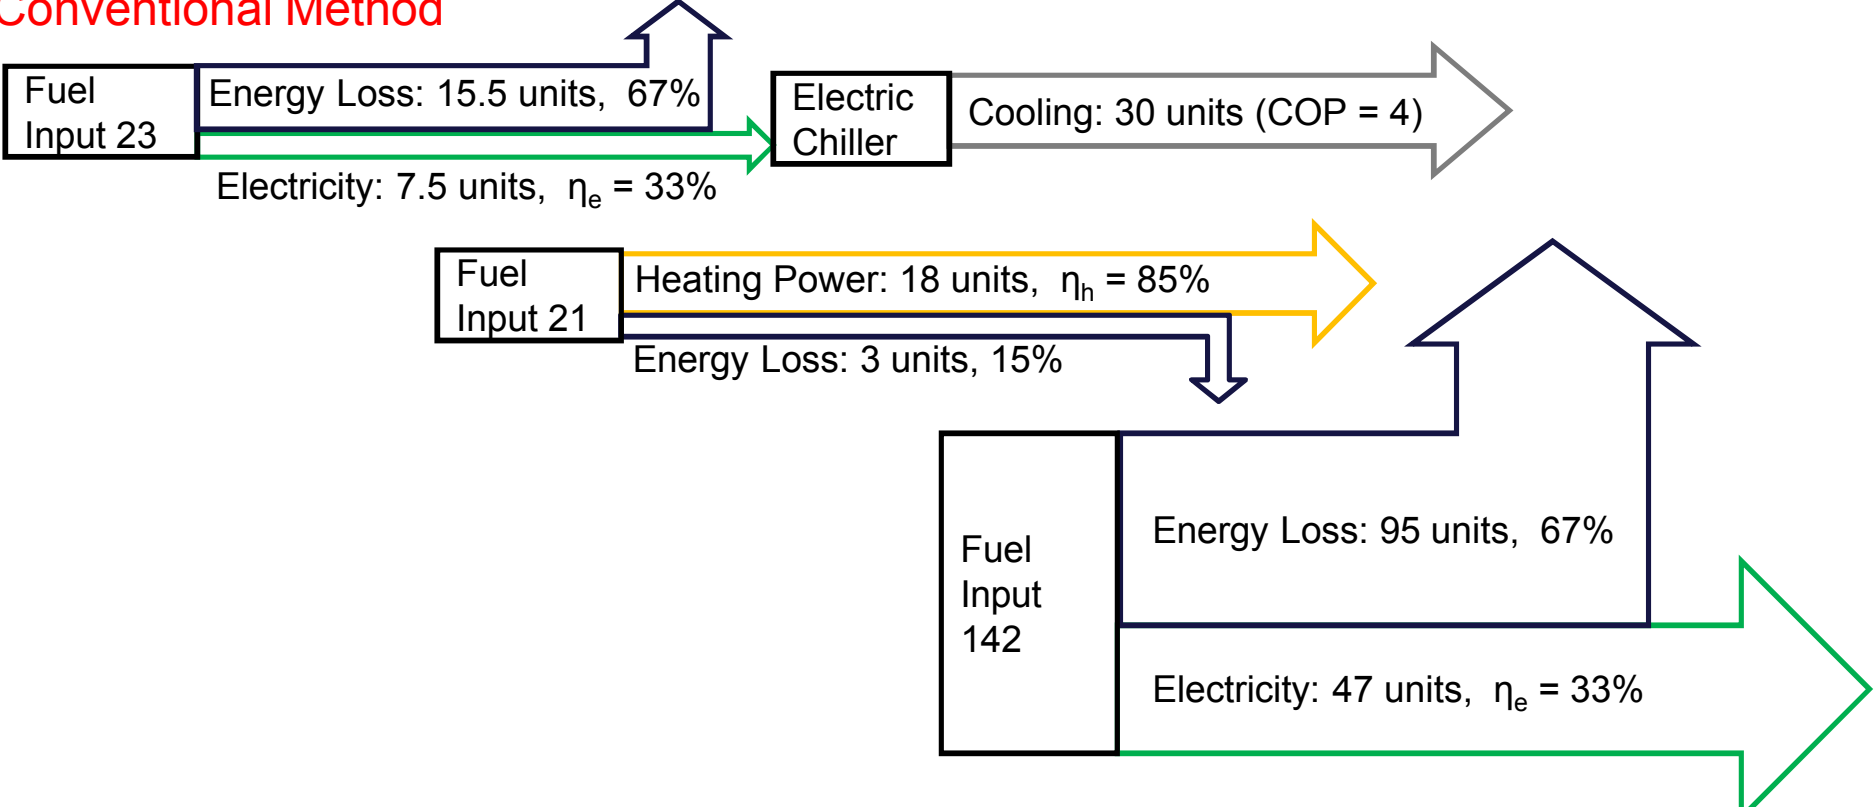 Conventional Method
Fuel
Input 23
Energy Loss: 15.5 units,  67%
Electricity: 7.5 units,  ηe = 33%
Electric
Chiller
Cooling: 30 units (COP = 4)
Fuel
Input 21
Heating Power: 18 units,  ηh = 85%
Energy Loss: 3 units, 15%
Fuel
Input
142
Energy Loss: 95 units,  67%
Electricity: 47 units,  ηe = 33%